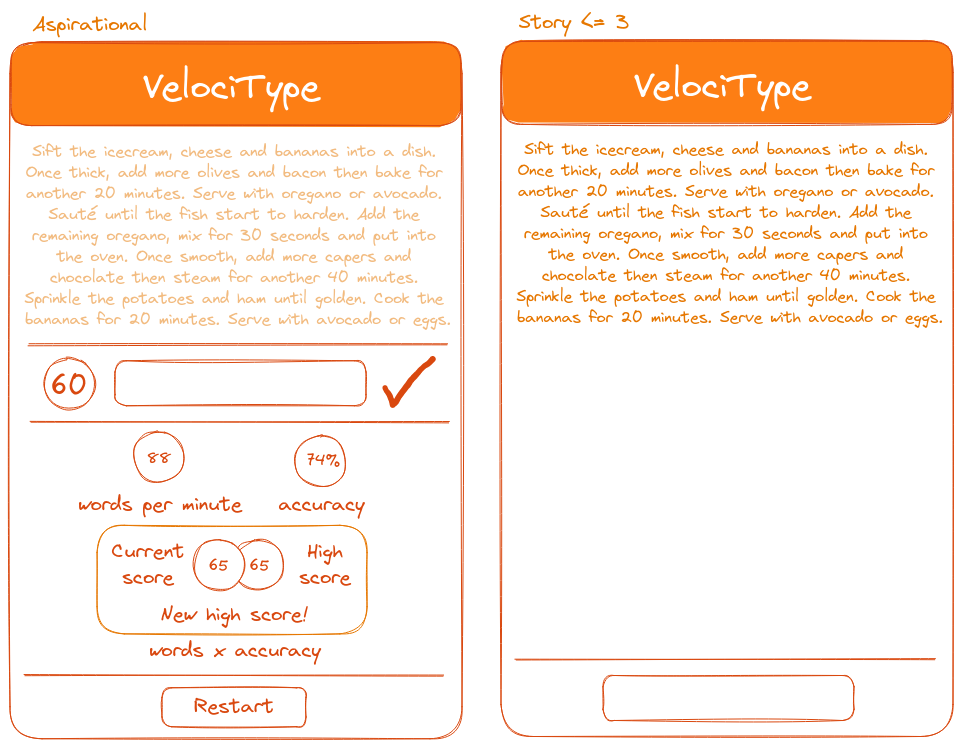 Aspirational
VelociType
Sift the icecream, cheese and bananas into a dish.
Once thick, add more olives and bacon then bake for
another 20 minutes. Serve with oregano or avocado.
Sauté until the fish start to harden. Add the
remaining oregano, mix for 30 seconds and put into
the oven. Once smooth, add more capers and
chocolate then steam for another 40 minutes.
Sprinkle the potatoes and ham until golden. Cook the
bananas for 20 minutes. Serve with avocado or eggs.
60
88
74%
words per minute
accuracy
Current
score
65
65
High
score
New high score!
words x accuracy
Restart
Story <= 3
VelociType
Sift the icecream, cheese and bananas into a dish.
Once thick, add more olives and bacon then bake for
another 20 minutes. Serve with oregano or avocado.
Sauté until the fish start to harden. Add the
remaining oregano, mix for 30 seconds and put into
the oven. Once smooth, add more capers and
chocolate then steam for another 40 minutes.
Sprinkle the potatoes and ham until golden. Cook the
bananas for 20 minutes. Serve with avocado or eggs.